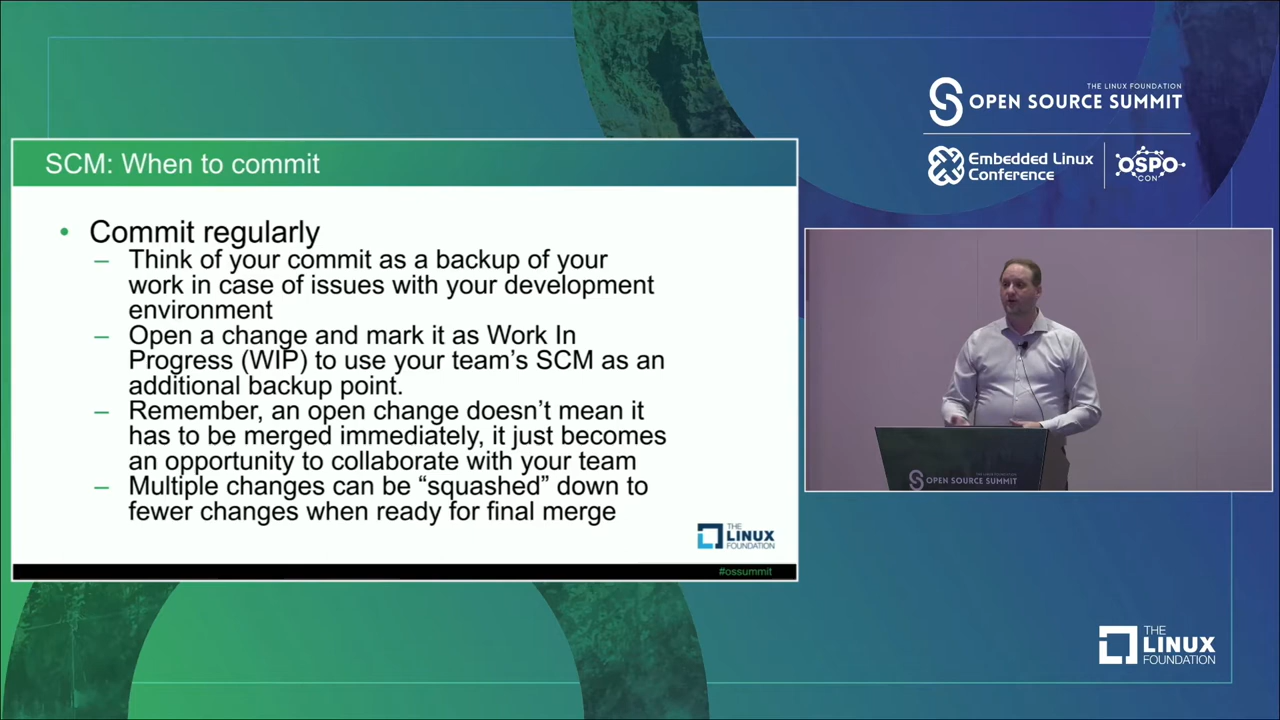 THE LINUX FOUNDATION
OPEN SOURCE SUMMIT
Embedded Linux
Conference
OSPO
CON
SCM: When to commit
• Commit regularly
– Think of your commit as a backup of your
work in case of issues with your development
environment
– Open a change and mark it as Work In
Progress (WIP) to use your team’s SCM as an
additional backup point.
– Remember, an open change doesn’t mean it
has to be merged immediately, it just becomes
an opportunity to collaborate with your team
– Multiple changes can be “squashed” down to
fewer changes when ready for final merge
THE
LINUX
FOUNDATION
#ossummit
THE LINUX FOUNDATION
OPEN SOURCE SUMMIT
THE
LINUX
FOUNDATION